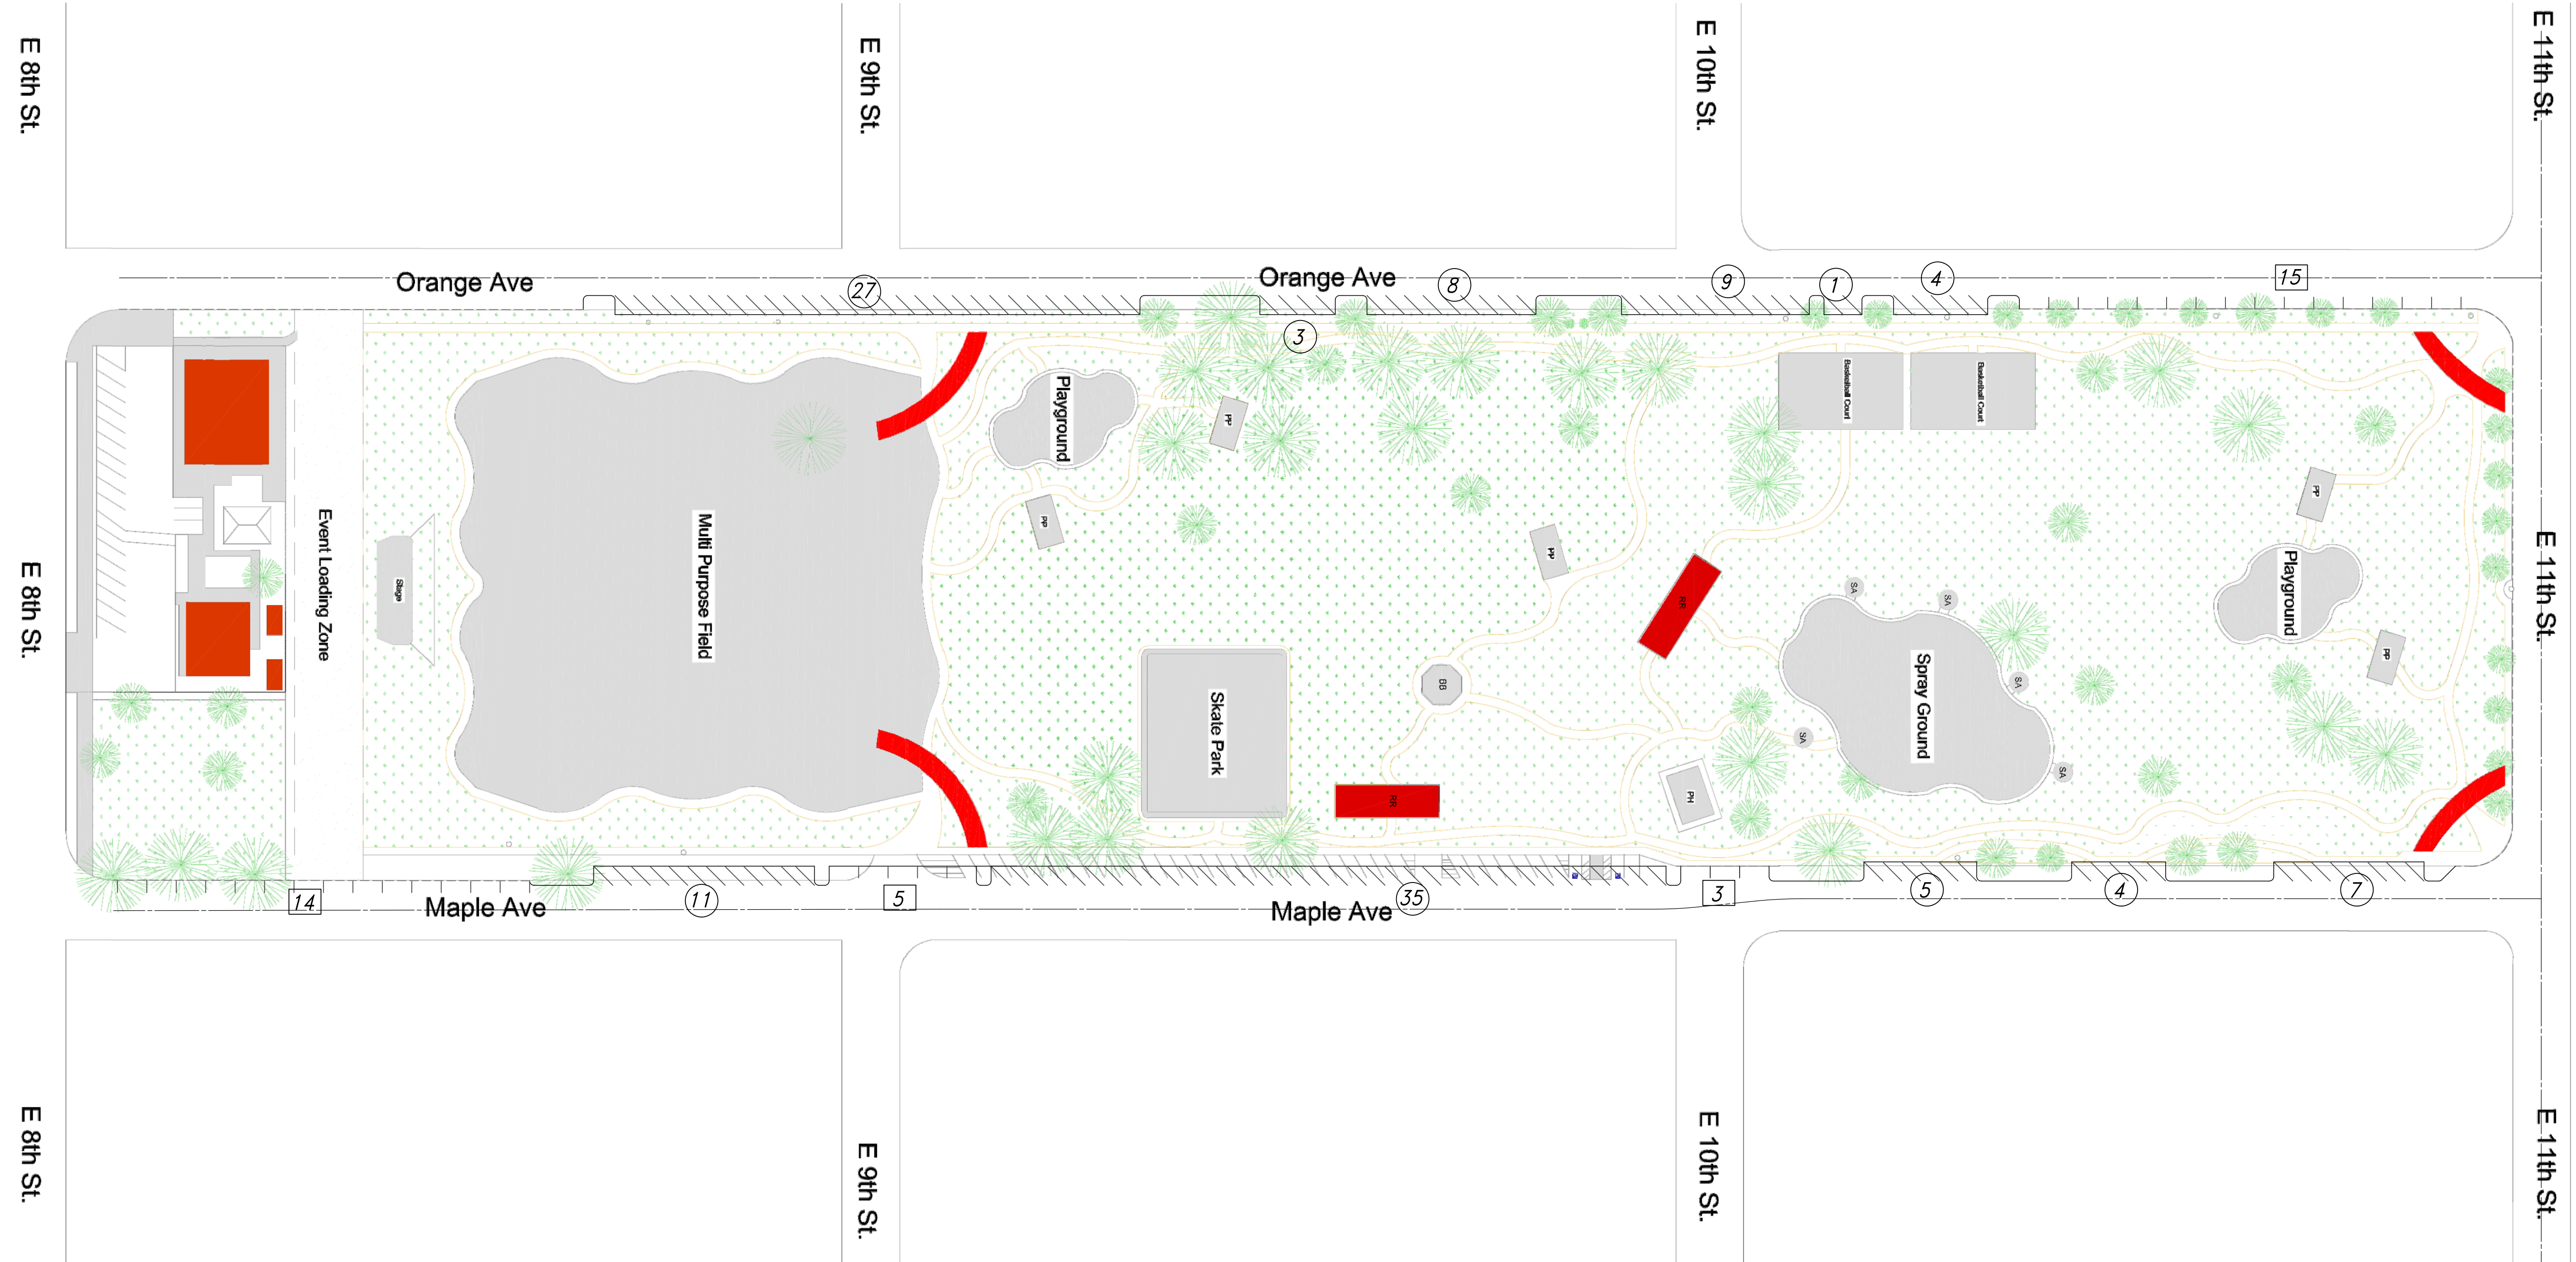 E 8th St.
E 9th St.
E 10th St.
E 11th St.
Orange Ave
27
Orange Ave
8
9
1
4
15
3
Playground
PP
Basketball Court
Basketball Court
PP
PP
PP
Event Loading Zone
Stage
Multi Purpose Field
E 8th St.
E 11th St.
RR
SA
SA
Playground
PP
Skate Park
BB
Spray Ground
SA
SA
SA
RR
PH
14
Maple Ave
11
5
Maple Ave
35
3
5
4
7
E 8th St.
E 9th St.
E 10th St.
E 11th St.